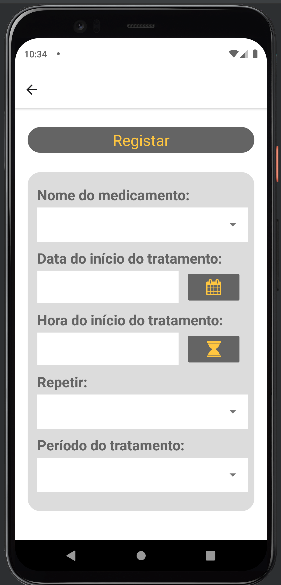 10:34
Registar
Nome do medicamento:
Data do início do tratamento:
Hora do início do tratamento:
Repetir:
Período do tratamento: